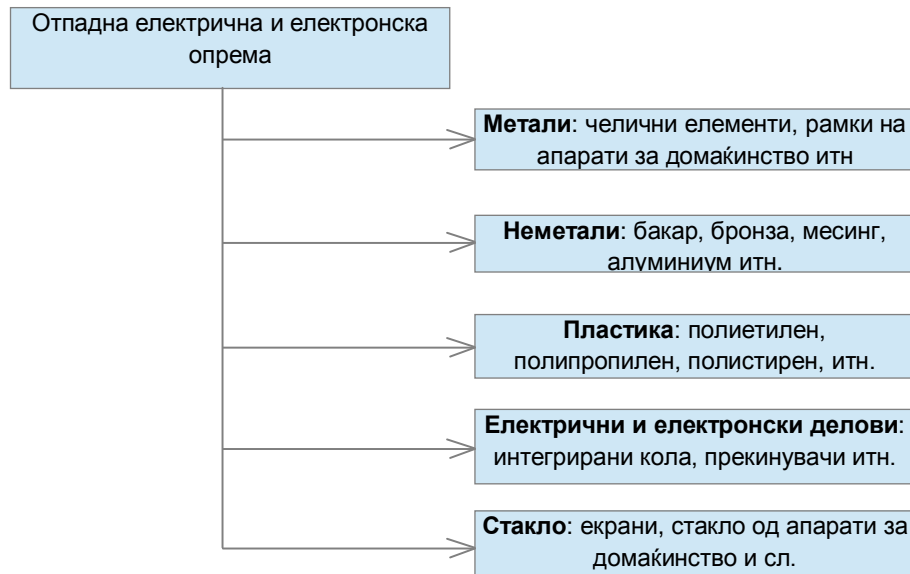 Отпадна електрична и електронска
опрема
Метали: челични елементи, рамки на
апарати за домаќинство итн
Неметали: бакар, бронза, месинг,
алуминиум итн.
Пластика: полиетилен,
полипропилен, полистирен, итн.
Електрични и електронски делови:
интегрирани кола, прекинувачи итн.
Стакло: екрани, стакло од апарати за
домаќинство и сл.